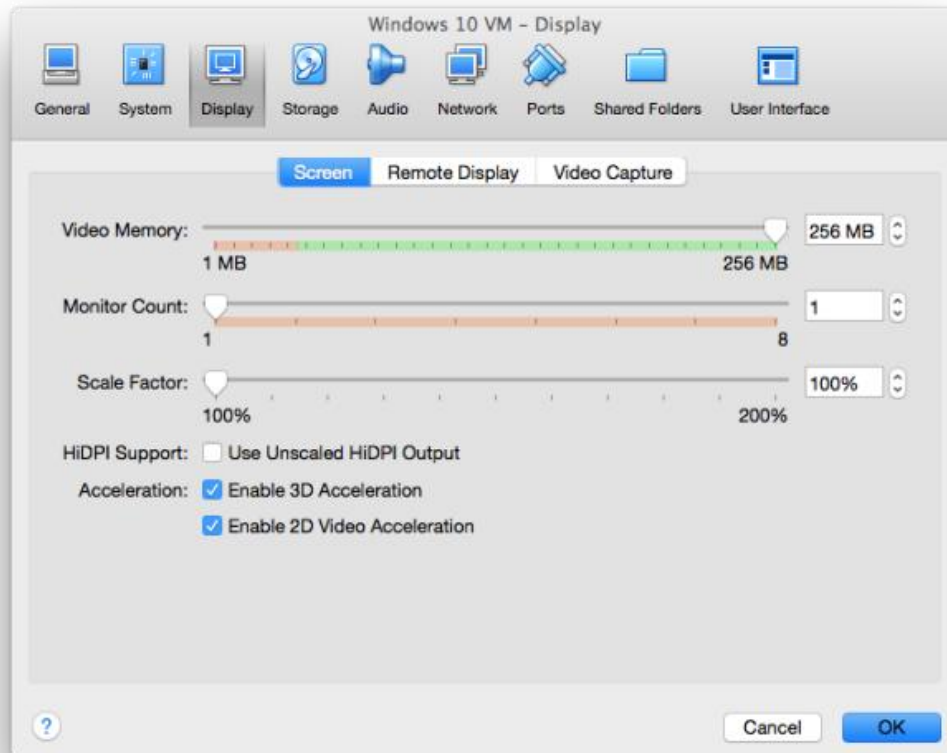 Windows 10 VM – Display
General System Display Storage Audio Network Ports Shared Folders User Interface
Screen Remote Display Video Capture
Video Memory: 256 MB
1 MB 256 MB
Monitor Count: 1
1 8
Scale Factor: 100%
100% 200%
HiDPI Support: Use Unscaled HiDPI Output
Acceleration: Enable 3D Acceleration
Enable 2D Video Acceleration
? Cancel OK